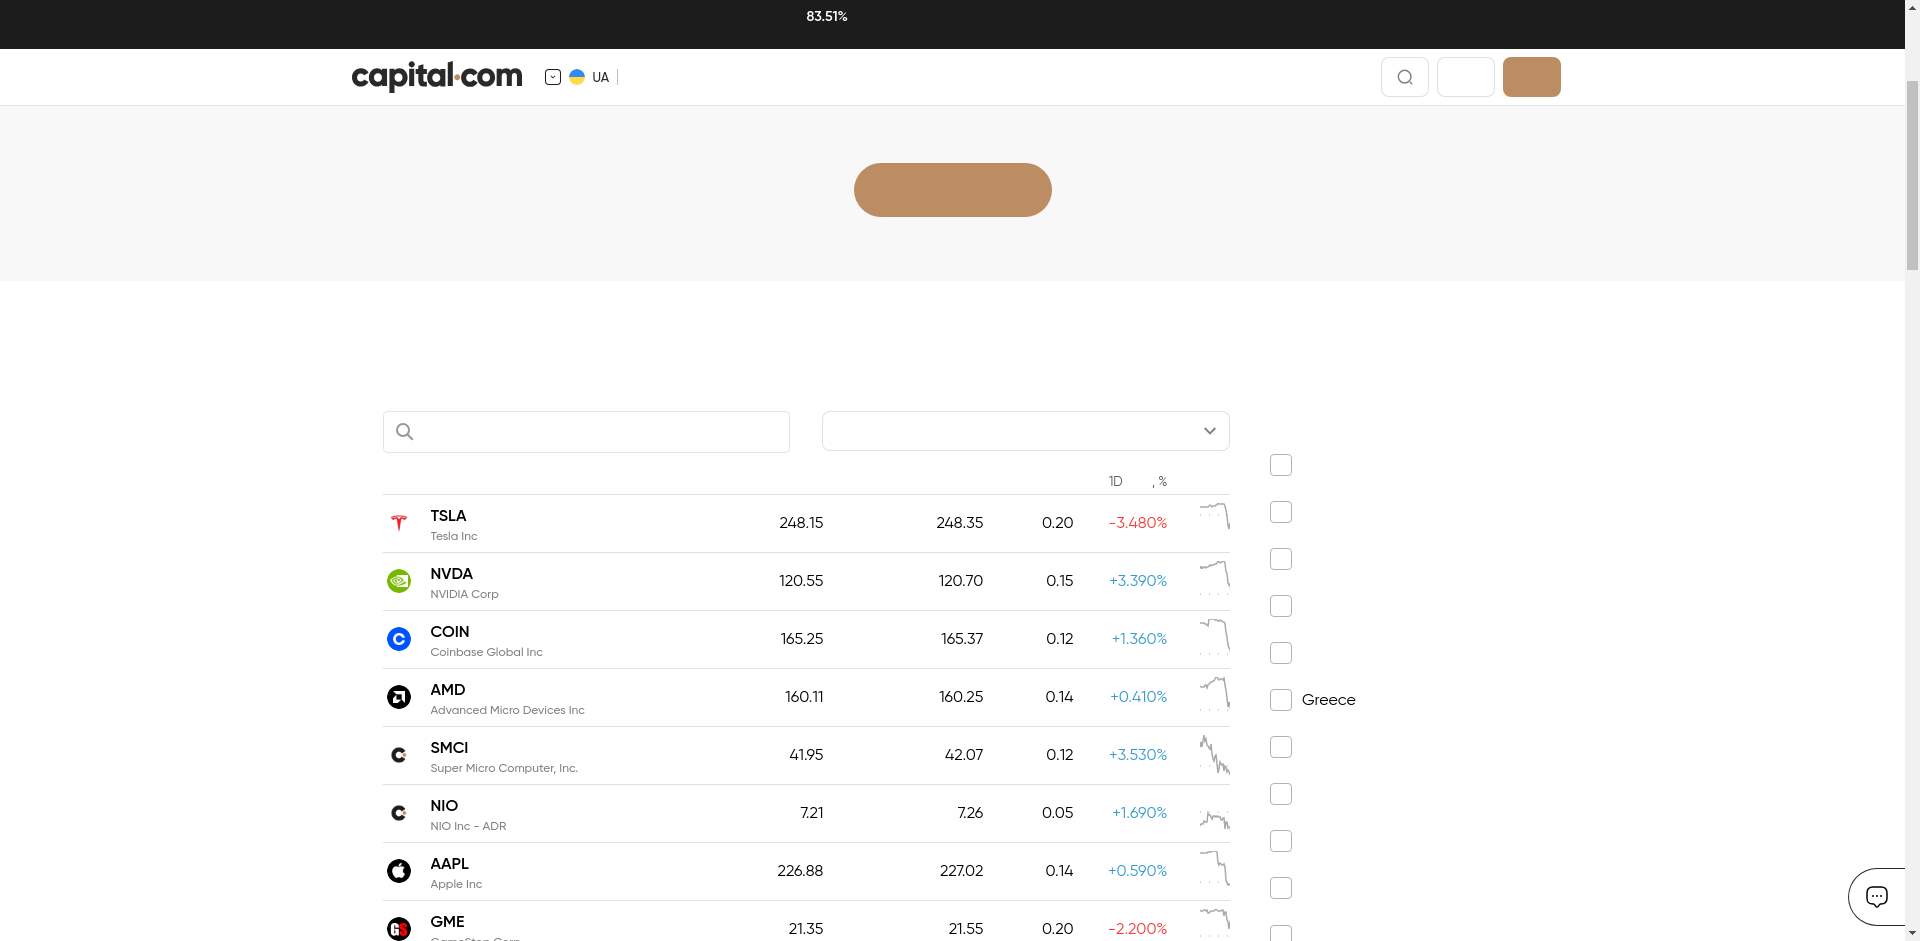 83.51%
capital.com
UA
1D , %
TSLA 248.15 248.35 0.20 -3.480%
Tesla Inc
NVDA 120.55 120.70 0.15 +3.390%
NVIDIA Corp
COIN 165.25 165.37 0.12 +1.360%
Coinbase Global Inc
AMD 160.11 160.25 0.14 +0.410%
Advanced Micro Devices Inc
Greece
SMCI 41.95 42.07 0.12 +3.530%
Super Micro Computer, Inc.
NIO 7.21 7.26 0.05 +1.690%
NIO Inc - ADR
AAPL 226.88 227.02 0.14 +0.590%
Apple Inc
GME 21.35 21.55 0.20 -2.200%
GameStop Corp